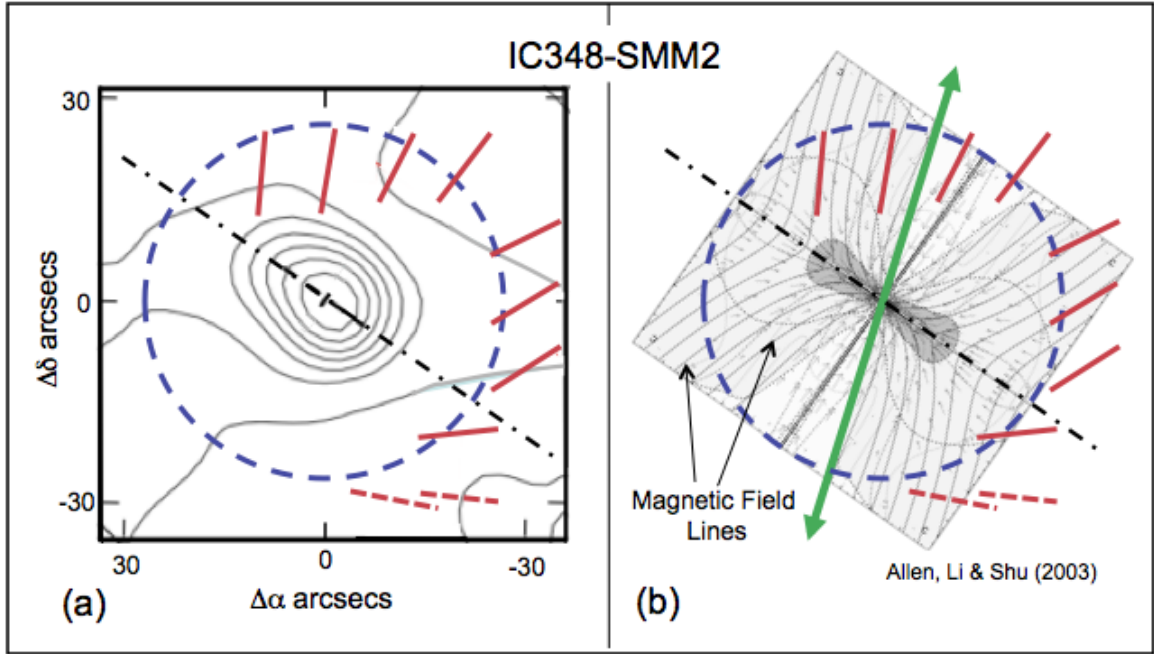 IC348-SMM2
30
0
-30
Δδ arcsecs
30
0
-30
Δα arcsecs
(a)
Magnetic Field
Lines
Allen, Li & Shu (2003)
(b)